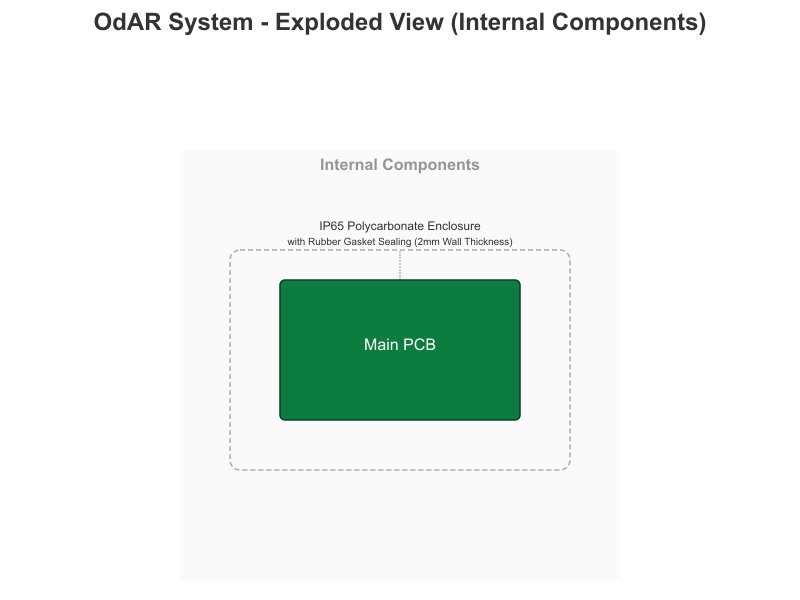 OdAR System - Exploded View (Internal Components)
Internal Components
IP65 Polycarbonate Enclosure
with Rubber Gasket Sealing (2mm Wall Thickness)
Main PCB